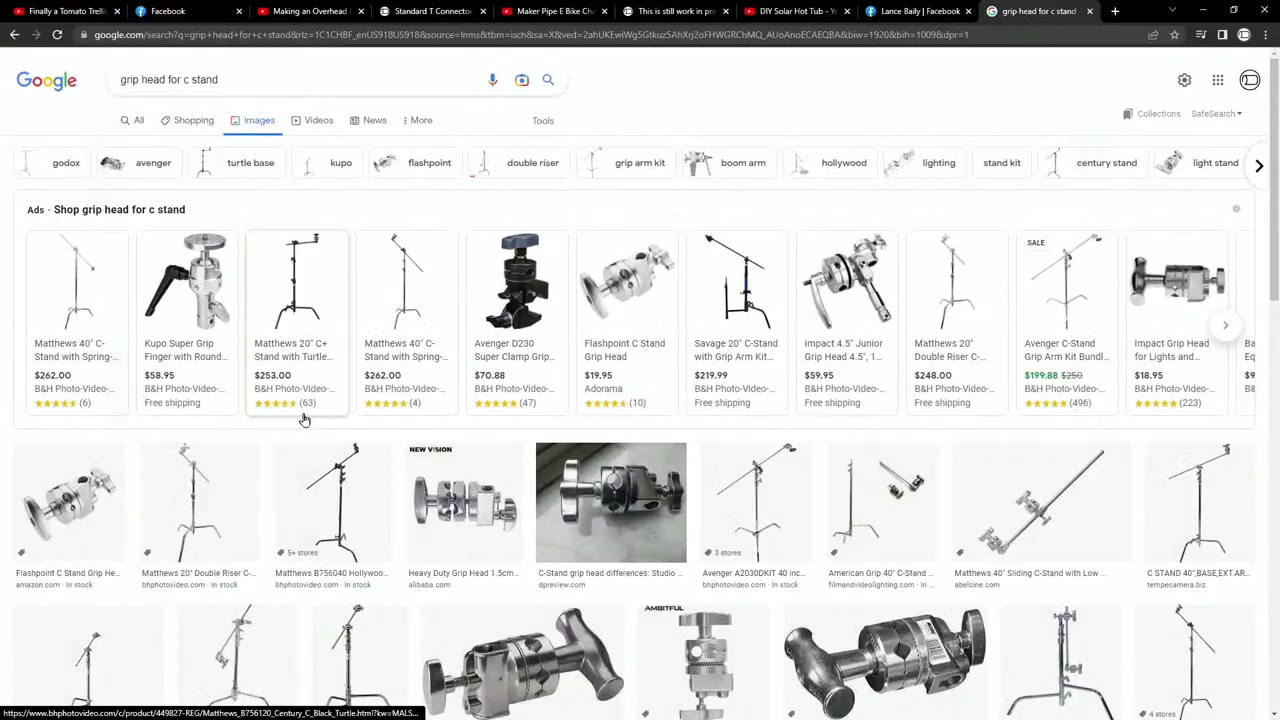 Finally a Tomato Trelli
Facebook
Making an Overhead
Standard T Connector
Maker Pipe E Bike Cha
This is still work in pro
DIY Solar Hot Tub - Yo
Lance Baily | Facebook
grip head for c stand
google.com/search?q=grip+head+for+c+stand&rlz=1C1CHBF_enUS918US918&source=lnms&tbm=isch&sa=X&ved=2ahUKEwiWg5Gtkuz5AhXrj2oFHWGRChMQ_AUoAnoECAEQBA&biw=1920&bih=1009&dpr=1
Google
grip head for c stand
All
Shopping
Images
Videos
News
More
Tools
Collections
SafeSearch
godox
avenger
turtle base
kupo
flashpoint
double riser
grip arm kit
boom arm
hollywood
lighting
stand kit
century stand
light stand
Ads · Shop grip head for c stand
SALE
Matthews 40" C-
Stand with Spring-...
$262.00
B&H Photo-Video-...
(6)
Kupo Super Grip
Finger with Round...
$58.95
B&H Photo-Video-...
Free shipping
Matthews 20" C+
Stand with Turtle...
$253.00
B&H Photo-Video-...
(63)
Matthews 40" C-
Stand with Spring-...
$262.00
B&H Photo-Video-...
(4)
Avenger D230
Super Clamp Grip...
$70.88
B&H Photo-Video-...
(47)
Flashpoint C Stand
Grip Head
$19.95
Adorama
(10)
Savage 20" C-Stand
with Grip Arm Kit...
$219.99
B&H Photo-Video-...
Free shipping
Impact 4.5" Junior
Grip Head 4.5", 1...
$59.95
B&H Photo-Video-...
Free shipping
Matthews 20"
Double Riser C-...
$248.00
B&H Photo-Video-...
Free shipping
Avenger C-Stand
Grip Arm Kit Bundl...
$199.88 $250
B&H Photo-Video-...
(496)
Impact Grip Head
for Lights and...
$18.95
B&H Photo-Video-...
(223)
NEW VISION
5+ stores
3 stores
Flashpoint C Stand Grip He...
amazon.com · In stock
Matthews 20" Double Riser C-...
bhphotovideo.com · In stock
Matthews B756040 Hollywoo...
bhphotovideo.com · In stock
Heavy Duty Grip Head 1.5cm...
alibaba.com
C-Stand grip head differences: Studio ...
dpreview.com
Avenger A2030DKIT 40 inc...
bhphotovideo.com · In stock
American Grip 40" C-Stand ...
filmandvideolighting.com · In ...
Matthews 40" Sliding C-Stand with Low ...
abelcine.com
C STAND 40",BASE,EXT.AR...
tempecamera.biz
AMBITFUL
4 stores
https://www.bhphotovideo.com/c/product/449827-REG/Matthews_B756120_Century_C_Black_Turtle.html?kw=MALS...